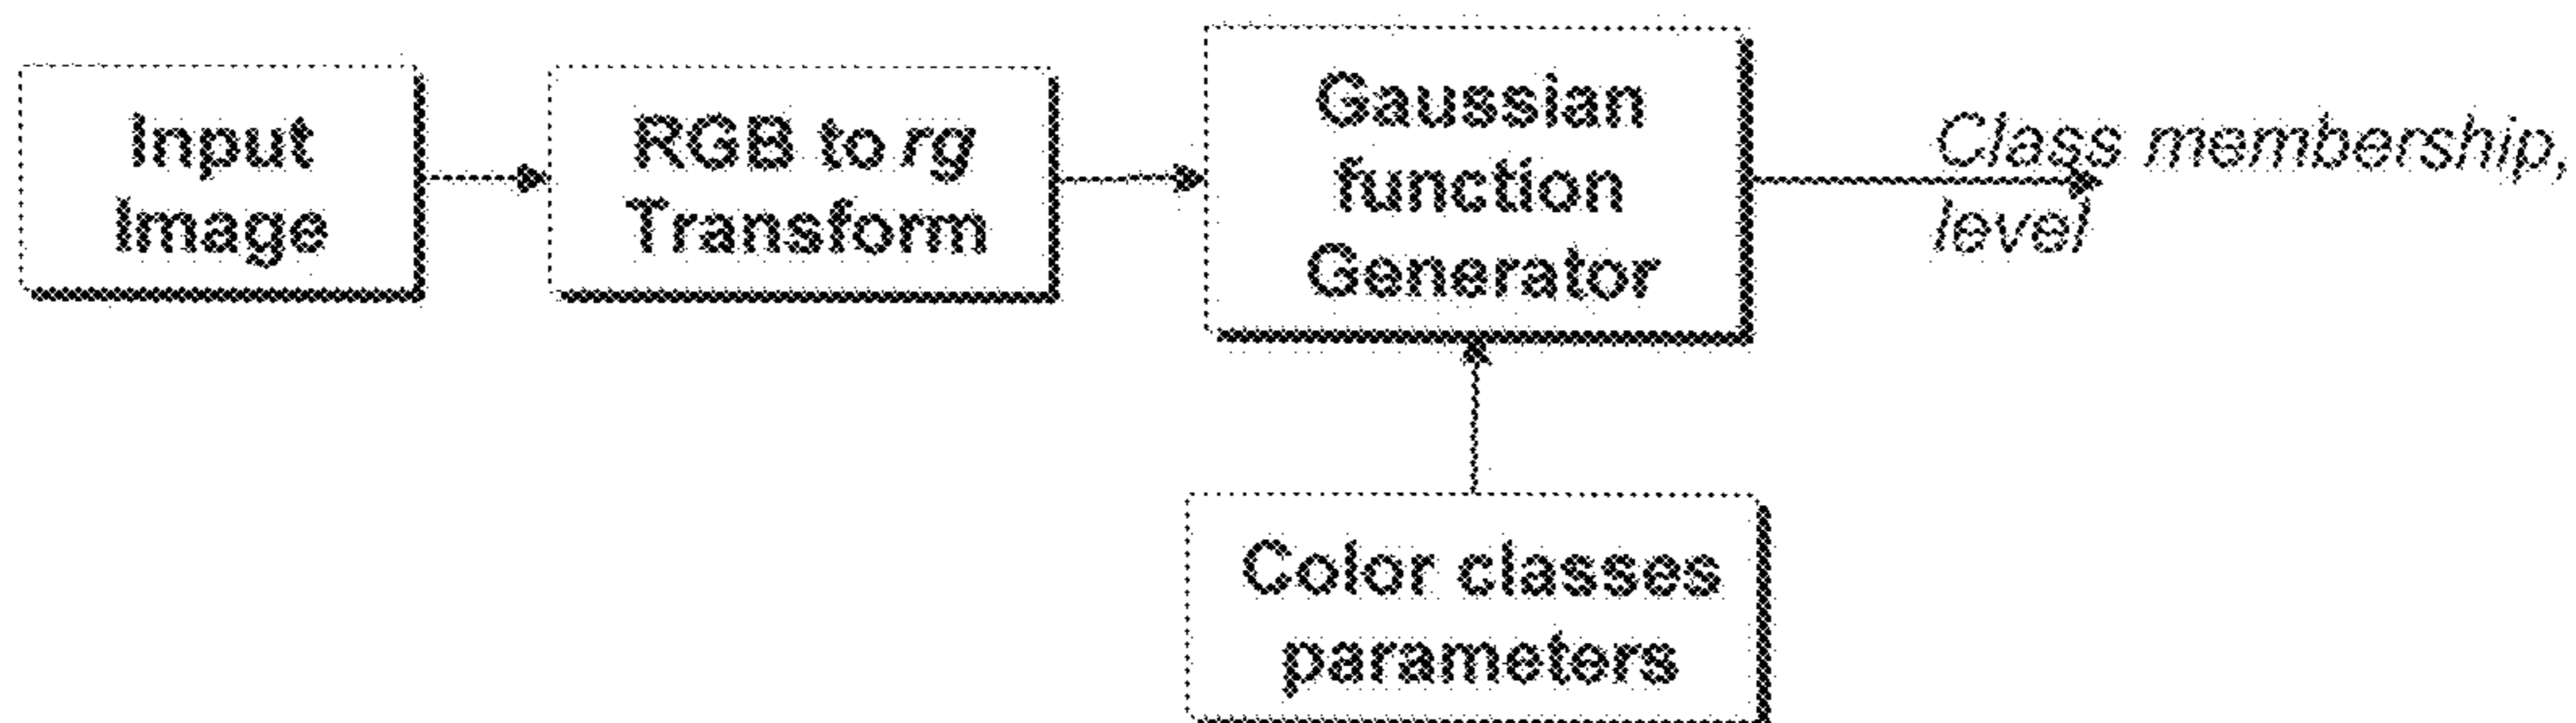 Input
Image
RGB to rg
Transform
Gaussian
function
Generator
Class membership,
level
Color classes
parameters